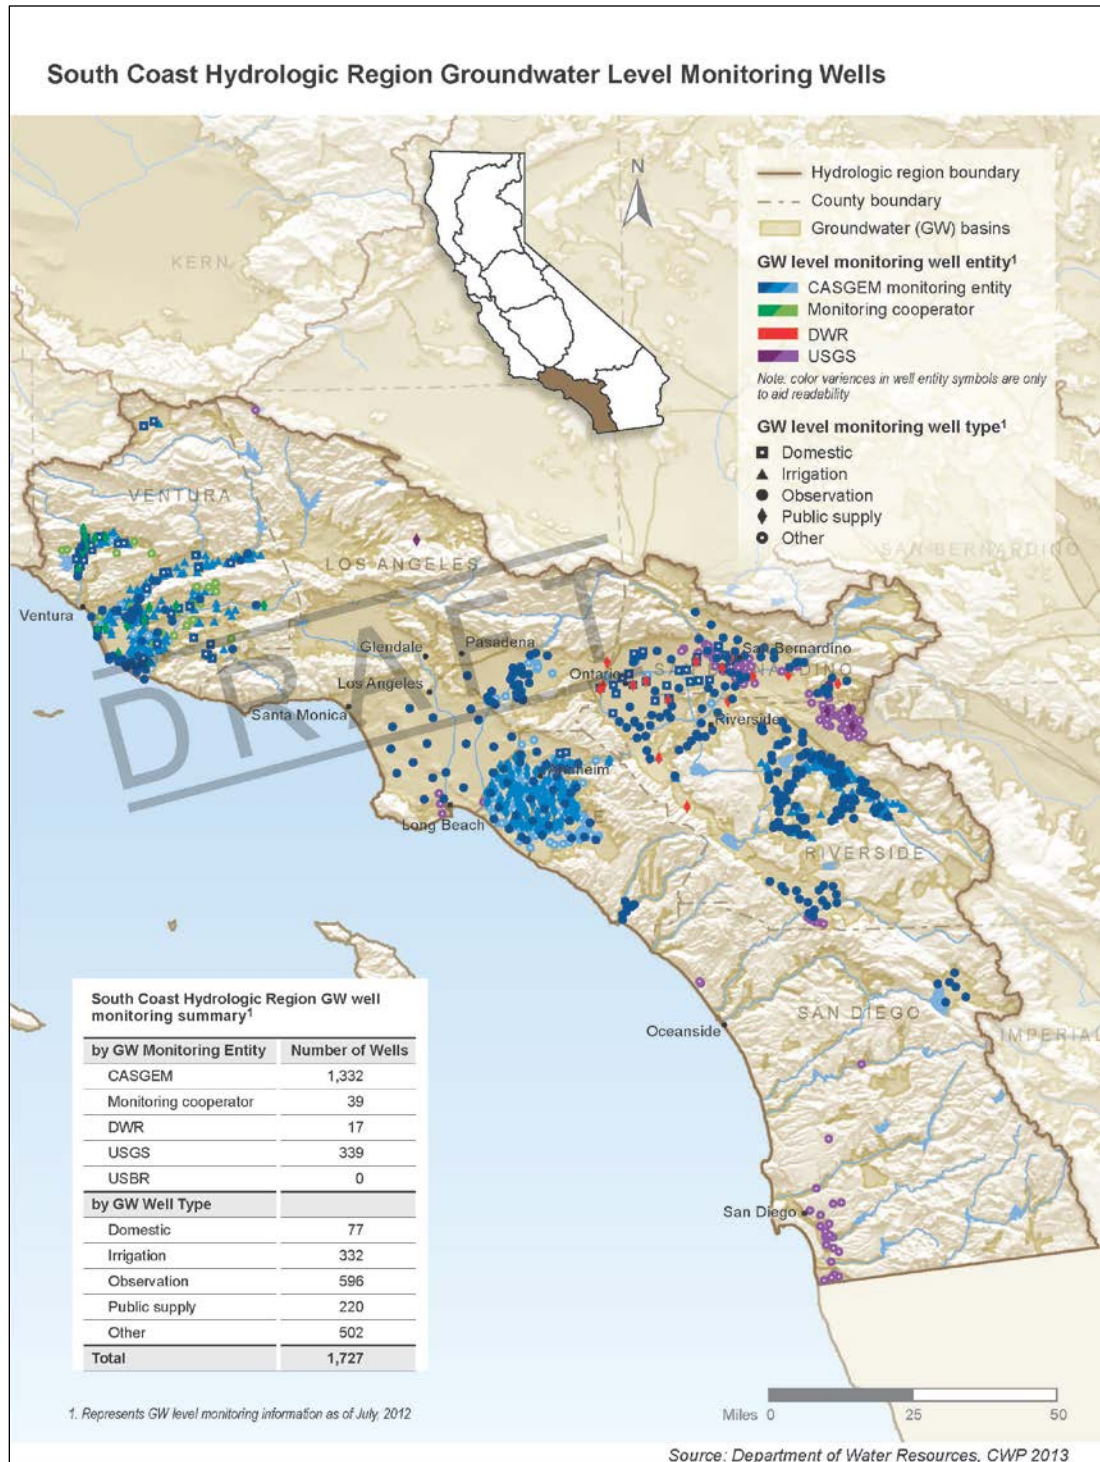 South Coast Hydrologic Region Groundwater Level Monitoring Wells
N
Hydrologic region boundary
County boundary
Groundwater (GW) basins
GW level monitoring well entity¹
CASGEM monitoring entity
Monitoring cooperator
DWR
USGS
Note: color variences in well entity symbols are only
to aid readability
GW level monitoring well type¹
Domestic
Irrigation
Observation
Public supply
Other
KERN
VENTURA
LOS ANGELES
SAN BERNARDINO
Ventura
Glendale
Pasadena
Los Angeles
Santa Monica
Ontario
San Bernardino
SAN BERNARDINO
Riverside
Anaheim
Long Beach
RIVERSIDE
DRAFT
Oceanside
SAN DIEGO
IMPERIAL
San Diego
South Coast Hydrologic Region GW well
monitoring summary¹
by GW Monitoring Entity Number of Wells
CASGEM 1,332
Monitoring cooperator 39
DWR 17
USGS 339
USBR 0
by GW Well Type
Domestic 77
Irrigation 332
Observation 596
Public supply 220
Other 502
Total 1,727
1. Represents GW level monitoring information as of July, 2012
Miles 0 25 50
Source: Department of Water Resources, CWP 2013